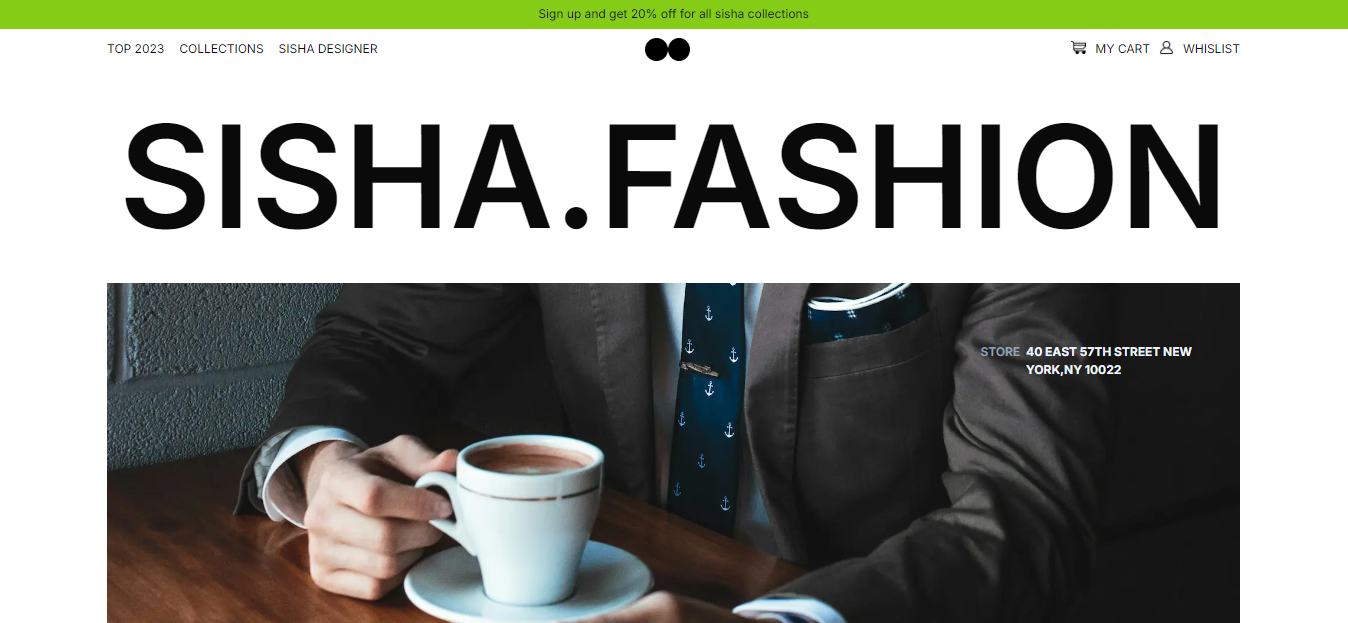 Sign up and get 20% off for all sisha collections
TOP 2023 COLLECTIONS SISHA DESIGNER
MY CART WHISLIST
SISHA.FASHION
STORE 40 EAST 57TH STREET NEW
YORK,NY 10022